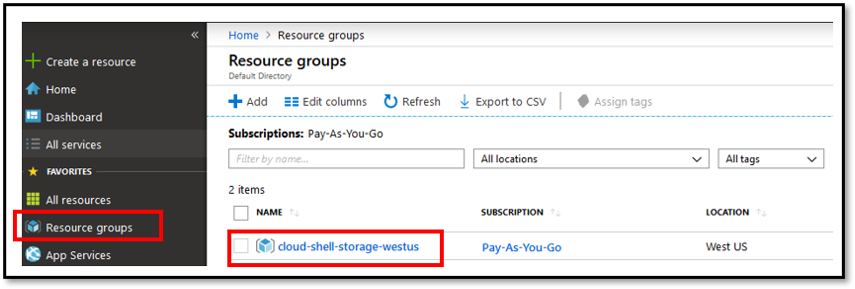 «
Create a resource
Home
Dashboard
All services
FAVORITES
All resources
Resource groups
App Services
Home > Resource groups
Resource groups
Default Directory
Add Edit columns Refresh Export to CSV Assign tags
Subscriptions: Pay-As-You-Go
Filter by name... All locations All tags
2 items
NAME SUBSCRIPTION LOCATION
cloud-shell-storage-westus Pay-As-You-Go West US